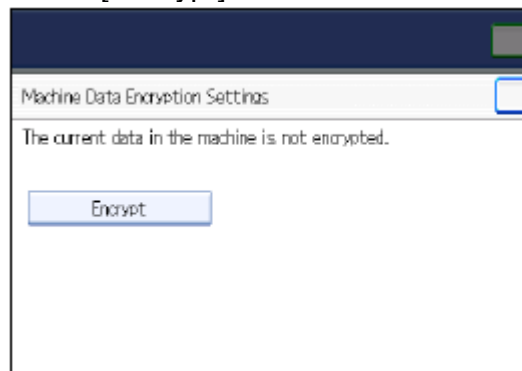 Machine Data Encryption Settings
The current data in the machine is not encrypted.
Encrypt